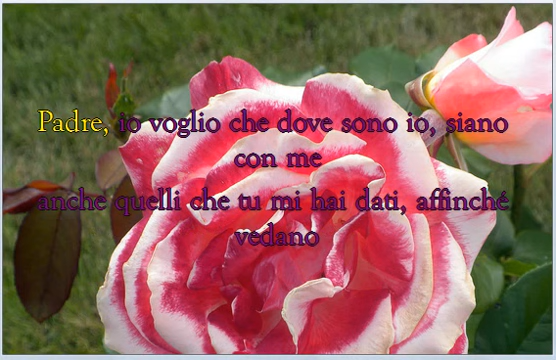 Padre, io voglio che dove sono io, siano
con me
anche quelli che tu mi hai dati, affinché
vedano